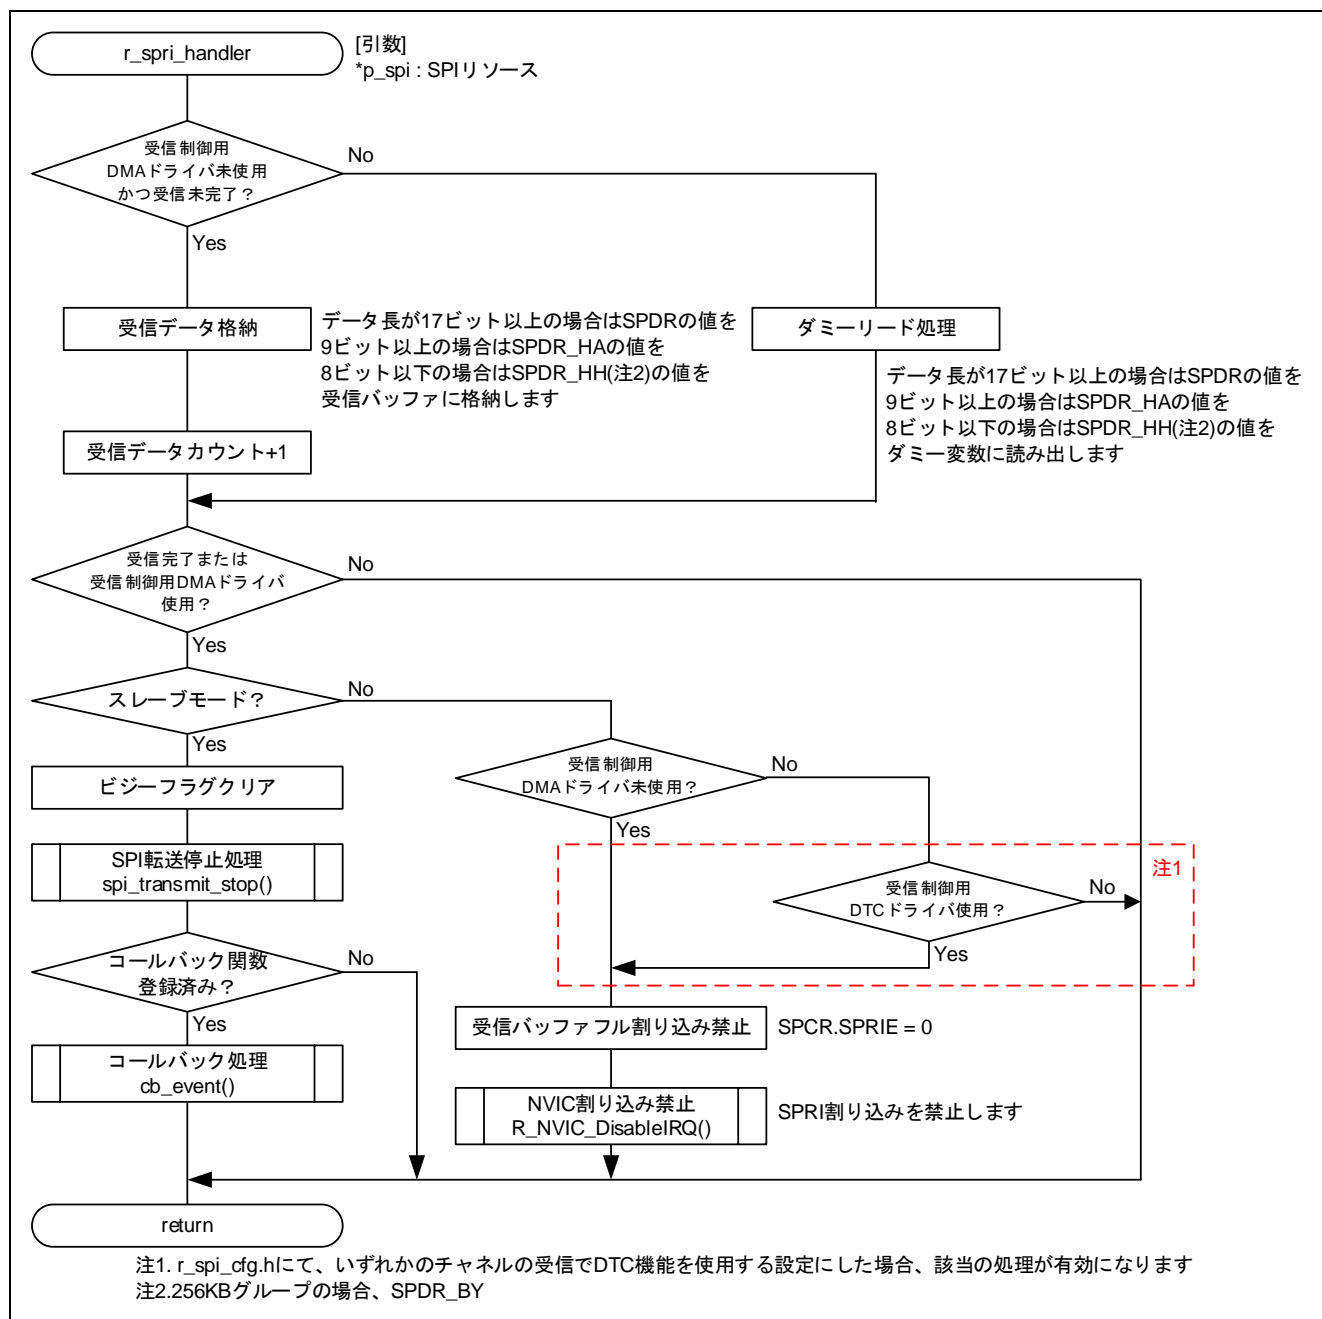 r_spri_handler
[引数]
*p_spi : SPIリソース
受信制御用
DMAドライバ未使用
かつ受信未完了？
No
Yes
受信データ格納
データ長が17ビット以上の場合はSPDRの値を
9ビット以上の場合はSPDR_HAの値を
8ビット以下の場合はSPDR_HH(注2)の値を
受信バッファに格納します
ダミーリード処理
データ長が17ビット以上の場合はSPDRの値を
9ビット以上の場合はSPDR_HAの値を
8ビット以下の場合はSPDR_HH(注2)の値を
ダミー変数に読み出します
受信データカウント+1
受信完了または
受信制御用DMAドライバ
使用？
No
Yes
スレーブモード？
No
Yes
ビジーフラグクリア
受信制御用
DMAドライバ未使用？
No
Yes
SPI転送停止処理
spi_transmit_stop()
注1
受信制御用
DTCドライバ使用？
No
Yes
コールバック関数
登録済み？
No
Yes
受信バッファフル割り込み禁止
SPCR.SPRIE = 0
コールバック処理
cb_event()
NVIC割り込み禁止
R_NVIC_DisableIRQ()
SPRI割り込みを禁止します
return
注1. r_spi_cfg.hにて、いずれかのチャネルの受信でDTC機能を使用する設定にした場合、該当の処理が有効になります
注2.256KBグループの場合、SPDR_BY